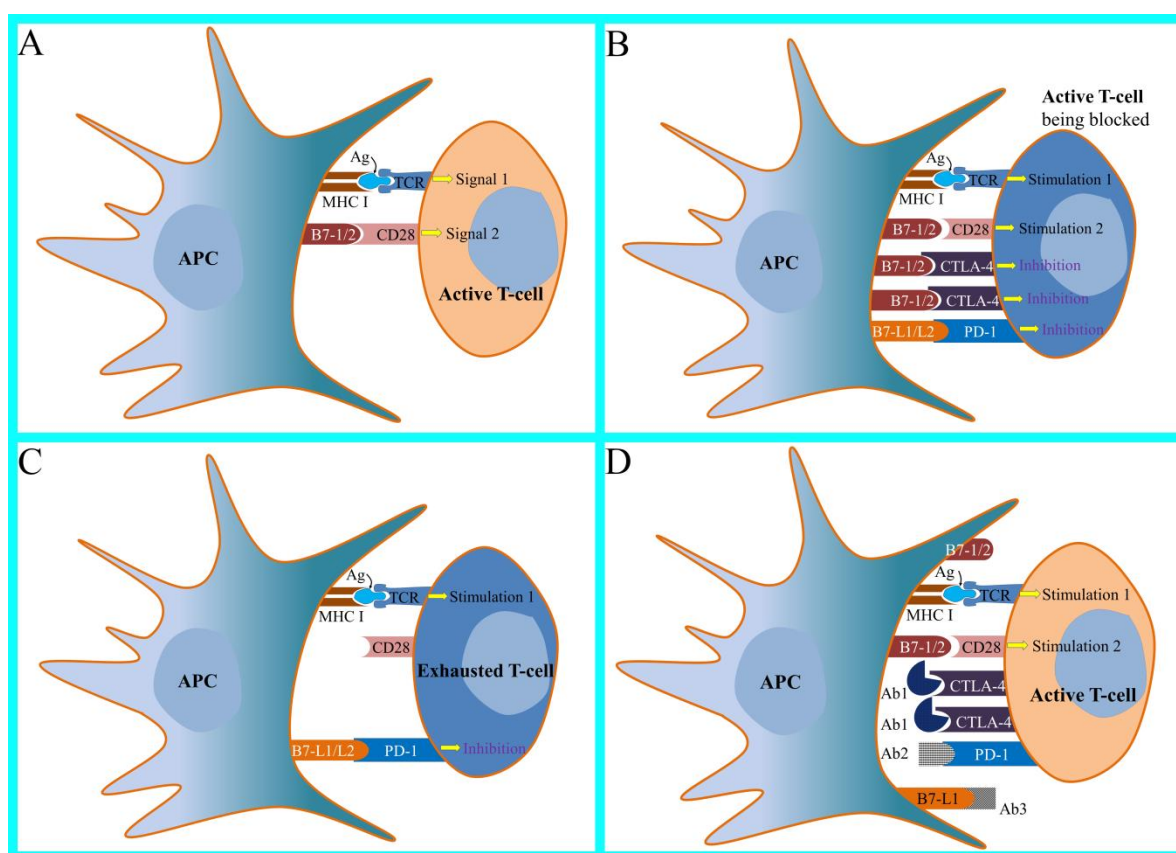 A
Ag
TCR
Signal 1
MHC I
B7-1/2
CD28
Signal 2
APC
Active T-cell
B
Active T-cell
being blocked
Ag
TCR
Stimulation 1
MHC I
B7-1/2
CD28
Stimulation 2
APC
B7-1/2
CTLA-4
Inhibition
B7-1/2
CTLA-4
Inhibition
B7-L1/L2
PD-1
Inhibition
C
Ag
TCR
Stimulation 1
MHC I
CD28
APC
Exhausted T-cell
B7-L1/L2
PD-1
Inhibition
D
B7-1/2
Ag
TCR
Stimulation 1
MHC I
B7-1/2
CD28
Stimulation 2
APC
Ab1
CTLA-4
Active T-cell
Ab1
CTLA-4
Ab2
PD-1
B7-L1
Ab3